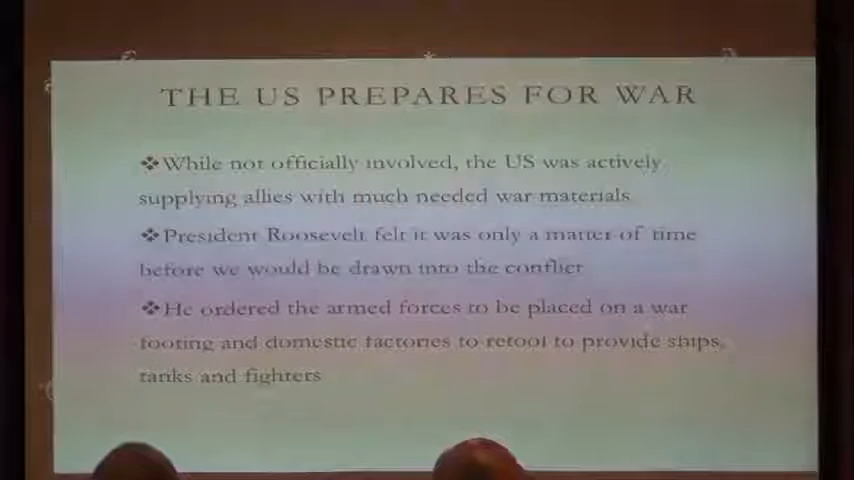 THE US PREPARES FOR WAR
❖While not officially involved, the US was actively
supplying allies with much needed war materials
❖President Roosevelt felt it was only a matter of time
before we would be drawn into the conflict
❖He ordered the armed forces to be placed on a war
footing and domestic factories to retool to provide ships,
tanks and fighters